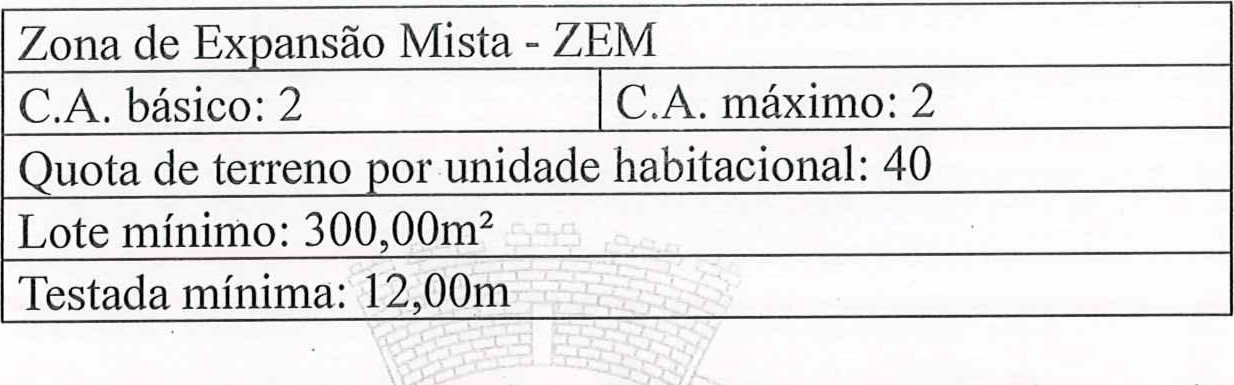 Zona de Expansão Mista - ZEM
C.A. básico: 2 C.A. máximo: 2
Quota de terreno por unidade habitacional: 40
Lote mínimo: 300,00m²
Testada mínima: 12,00m